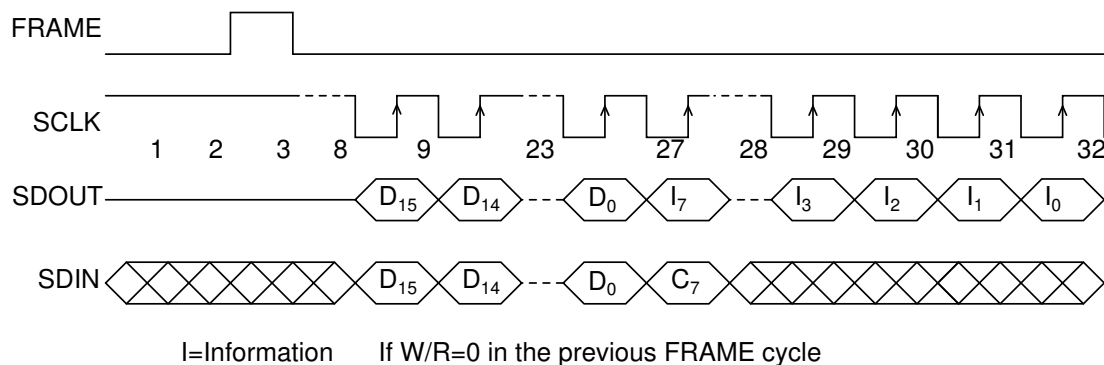 FRAME
SCLK
1 2 3 8 9 23 27 28 29 30 31 32
SDOUT D₁₅ D₁₄ D₀ I₇ I₃ I₂ I₁ I₀
SDIN D₁₅ D₁₄ D₀ C₇
I=Information If W/R=0 in the previous FRAME cycle